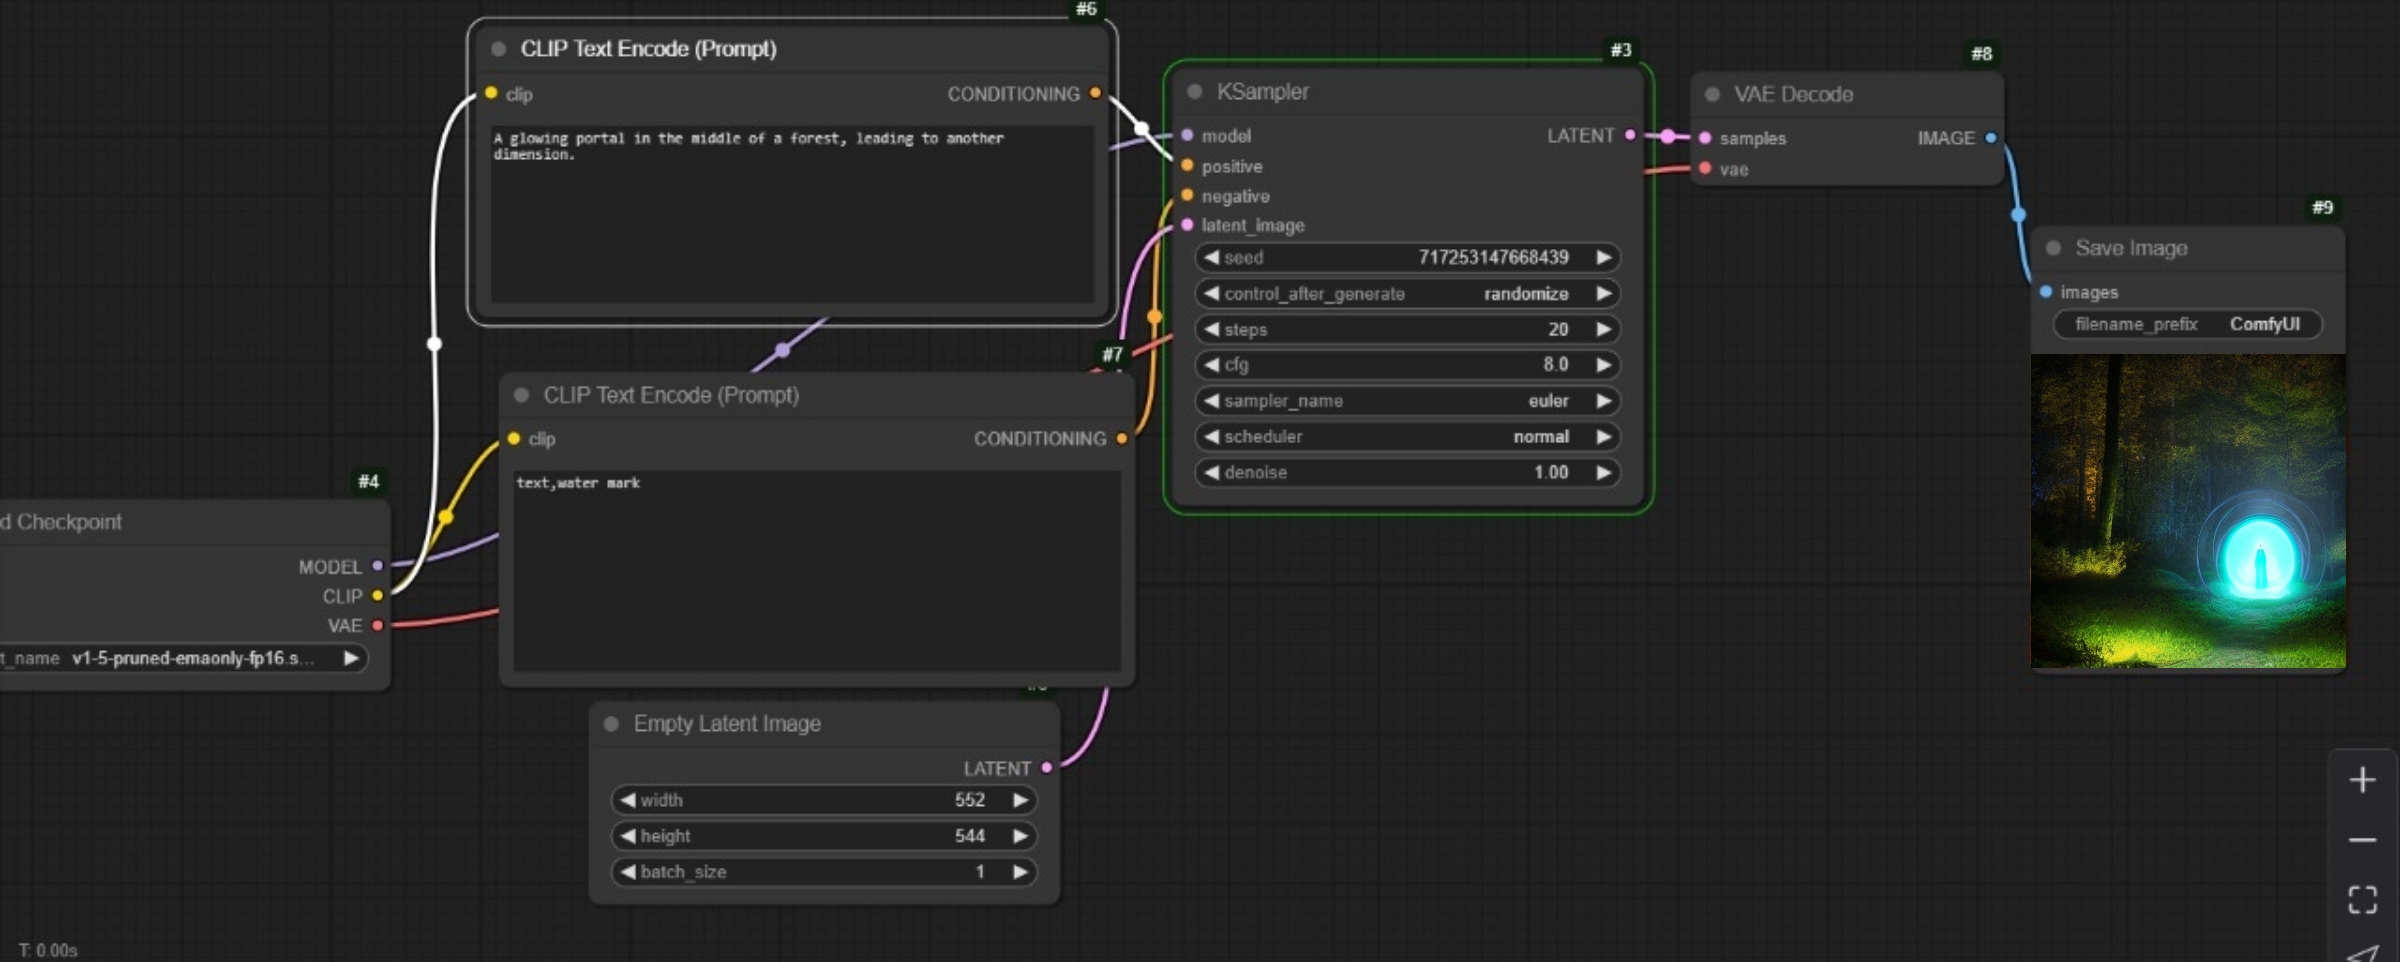 #6
CLIP Text Encode (Prompt)
clip
CONDITIONING
A glowing portal in the middle of a forest, leading to another
dimension.
#3
KSampler
model
LATENT
positive
negative
latent_image
seed 717253147668439
control_after_generate randomize
steps 20
cfg 8.0
sampler_name euler
scheduler normal
denoise 1.00
#8
VAE Decode
samples
IMAGE
vae
#9
Save Image
images
filename_prefix ComfyUI
#7
CLIP Text Encode (Prompt)
clip
CONDITIONING
text,water mark
#4
d Checkpoint
MODEL
CLIP
VAE
t_name v1-5-pruned-emaonly-fp16.s...
Empty Latent Image
LATENT
width 552
height 544
batch_size 1
T: 0.00s